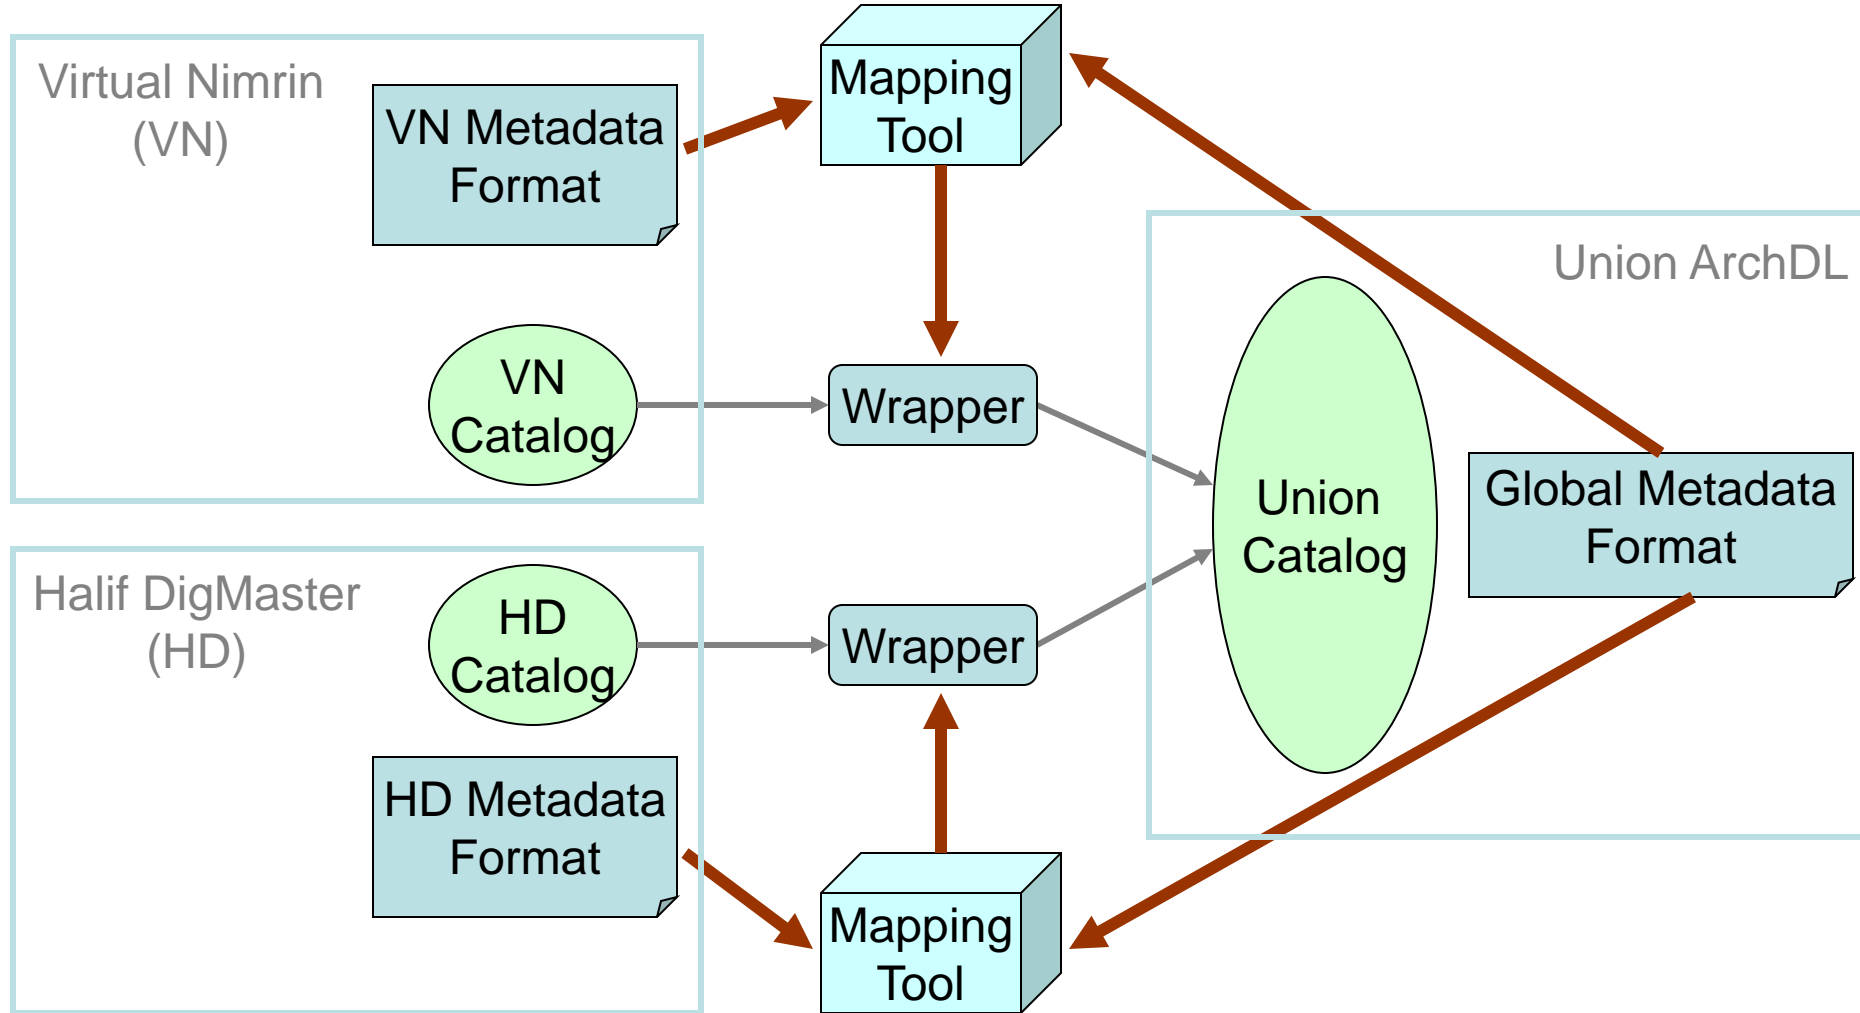 Virtual Nimrin
(VN)
VN Metadata
Format
Mapping
Tool
Union ArchDL
VN
Catalog
Wrapper
Union
Catalog
Global Metadata
Format
Halif DigMaster
(HD)
HD
Catalog
Wrapper
HD Metadata
Format
Mapping
Tool